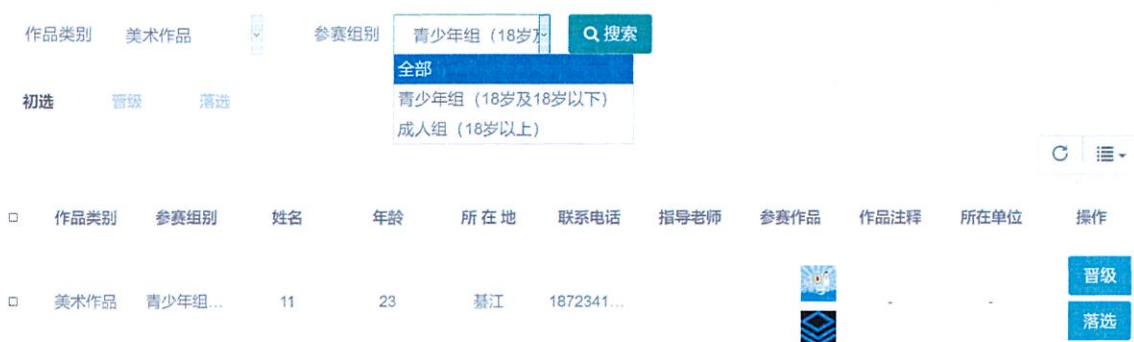 作品类别 美术作品 参赛组别 青少年组（18岁及 搜索
全部
青少年组（18岁及18岁以下）
成人组（18岁以上）
初选 晋级 落选
作品类别 参赛组别 姓名 年龄 所在地 联系电话 指导老师 参赛作品 作品注释 所在单位 操作
美术作品 青少年组... 11 23 綦江 1872341... - - 晋级
落选